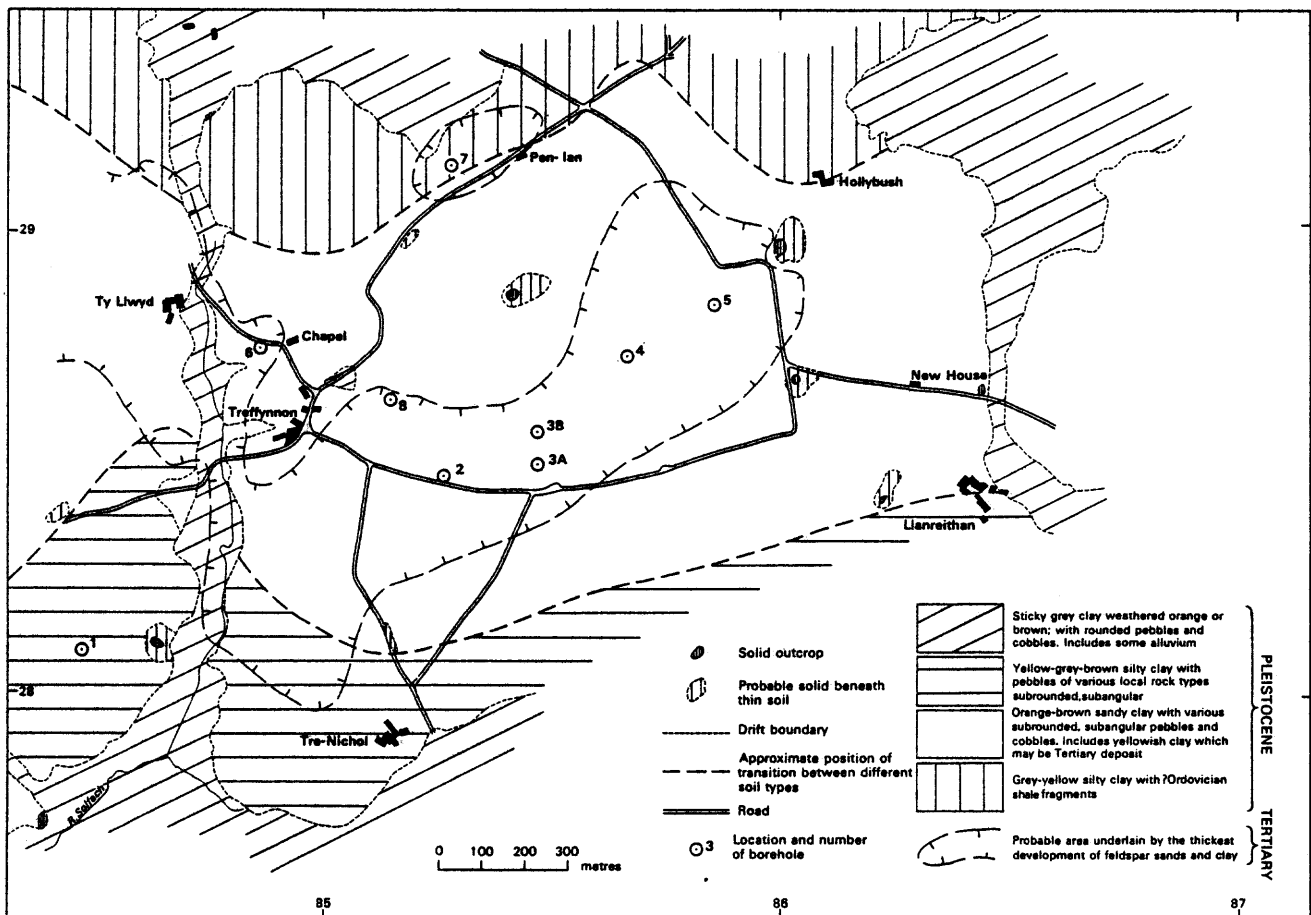 7
Pen-lan
Hollybush
29
Ty Llwyd
5
Chapel
6
4
New House
8
Treffynnon
3B
3A
2
Llanreithan
1
28
Tre-Nichol
R. Solfach
Solid outcrop
Probable solid beneath
thin soil
Drift boundary
Approximate position of
transition between different
soil types
Road
3 Location and number
of borehole
0 100 200 300
metres
Sticky grey clay weathered orange or
brown; with rounded pebbles and
cobbles. Includes some alluvium
Yellow-grey-brown silty clay with
pebbles of various local rock types
subrounded,subangular
Orange-brown sandy clay with various
subrounded, subangular pebbles and
cobbles. Includes yellowish clay which
may be Tertiary deposit
Grey-yellow silty clay with ?Ordovician
shale fragments
PLEISTOCENE
Probable area underlain by the thickest
development of feldspar sands and clay
TERTIARY
85
86
87